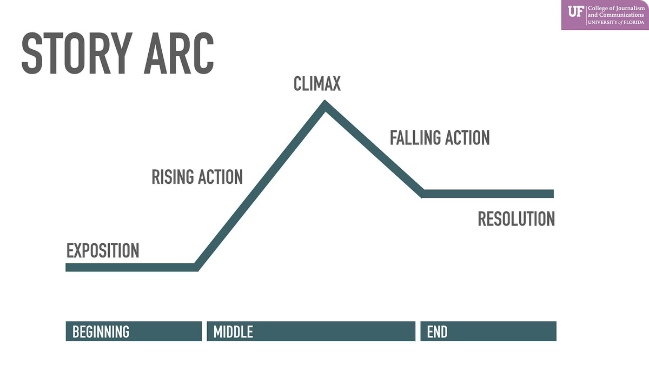 UF
College of Journalism
and Communications
UNIVERSITY of FLORIDA
STORY ARC
CLIMAX
FALLING ACTION
RISING ACTION
RESOLUTION
EXPOSITION
BEGINNING
MIDDLE
END